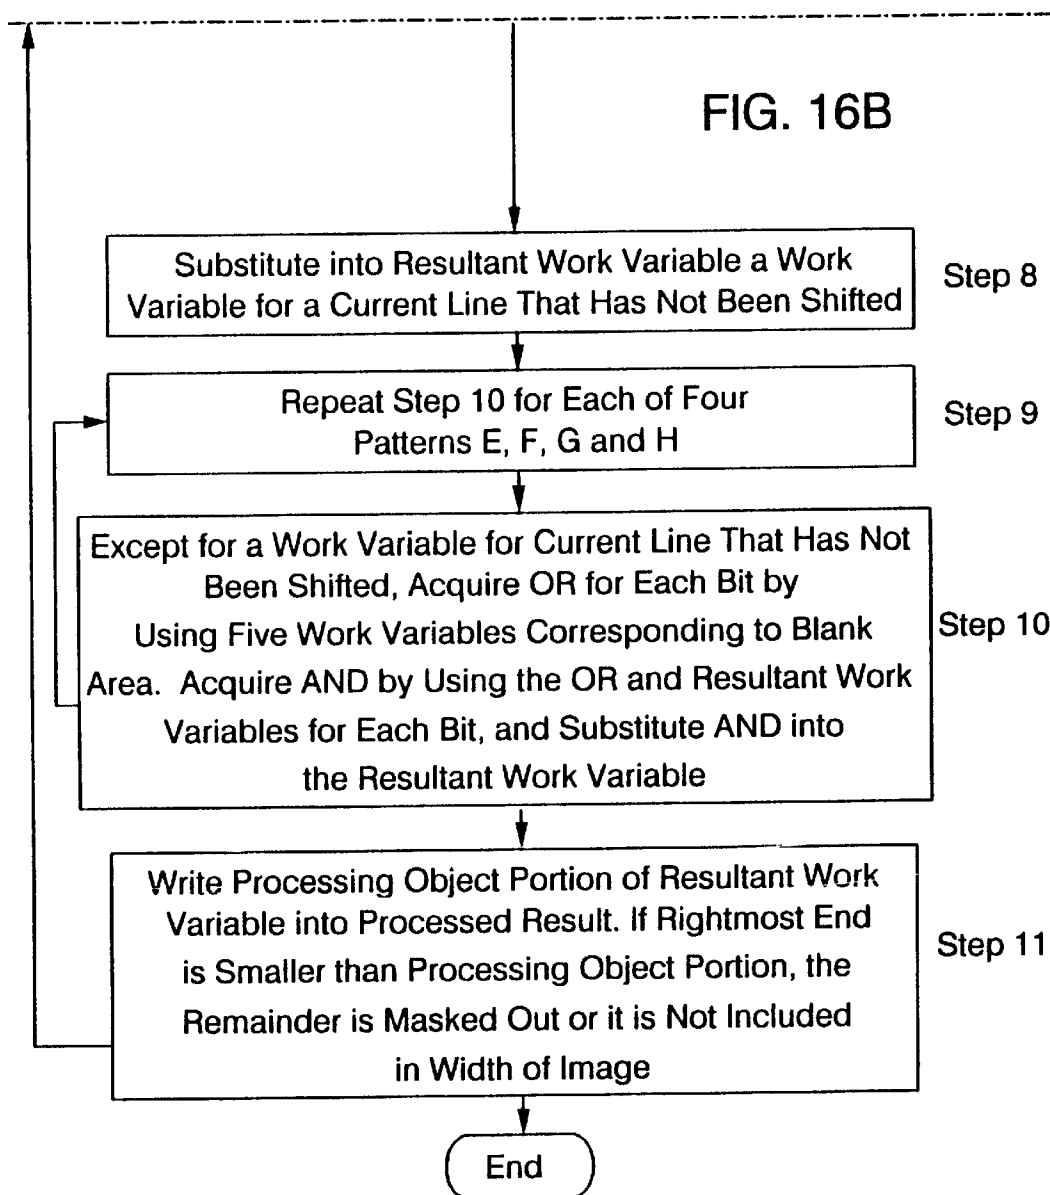 FIG. 16B
Substitute into Resultant Work Variable a Work
Variable for a Current Line That Has Not Been Shifted
Step 8
Repeat Step 10 for Each of Four
Patterns E, F, G and H
Step 9
Except for a Work Variable for Current Line That Has Not
Been Shifted, Acquire OR for Each Bit by
Using Five Work Variables Corresponding to Blank
Area. Acquire AND by Using the OR and Resultant Work
Variables for Each Bit, and Substitute AND into
the Resultant Work Variable
Step 10
Write Processing Object Portion of Resultant Work
Variable into Processed Result. If Rightmost End
is Smaller than Processing Object Portion, the
Remainder is Masked Out or it is Not Included
in Width of Image
Step 11
End